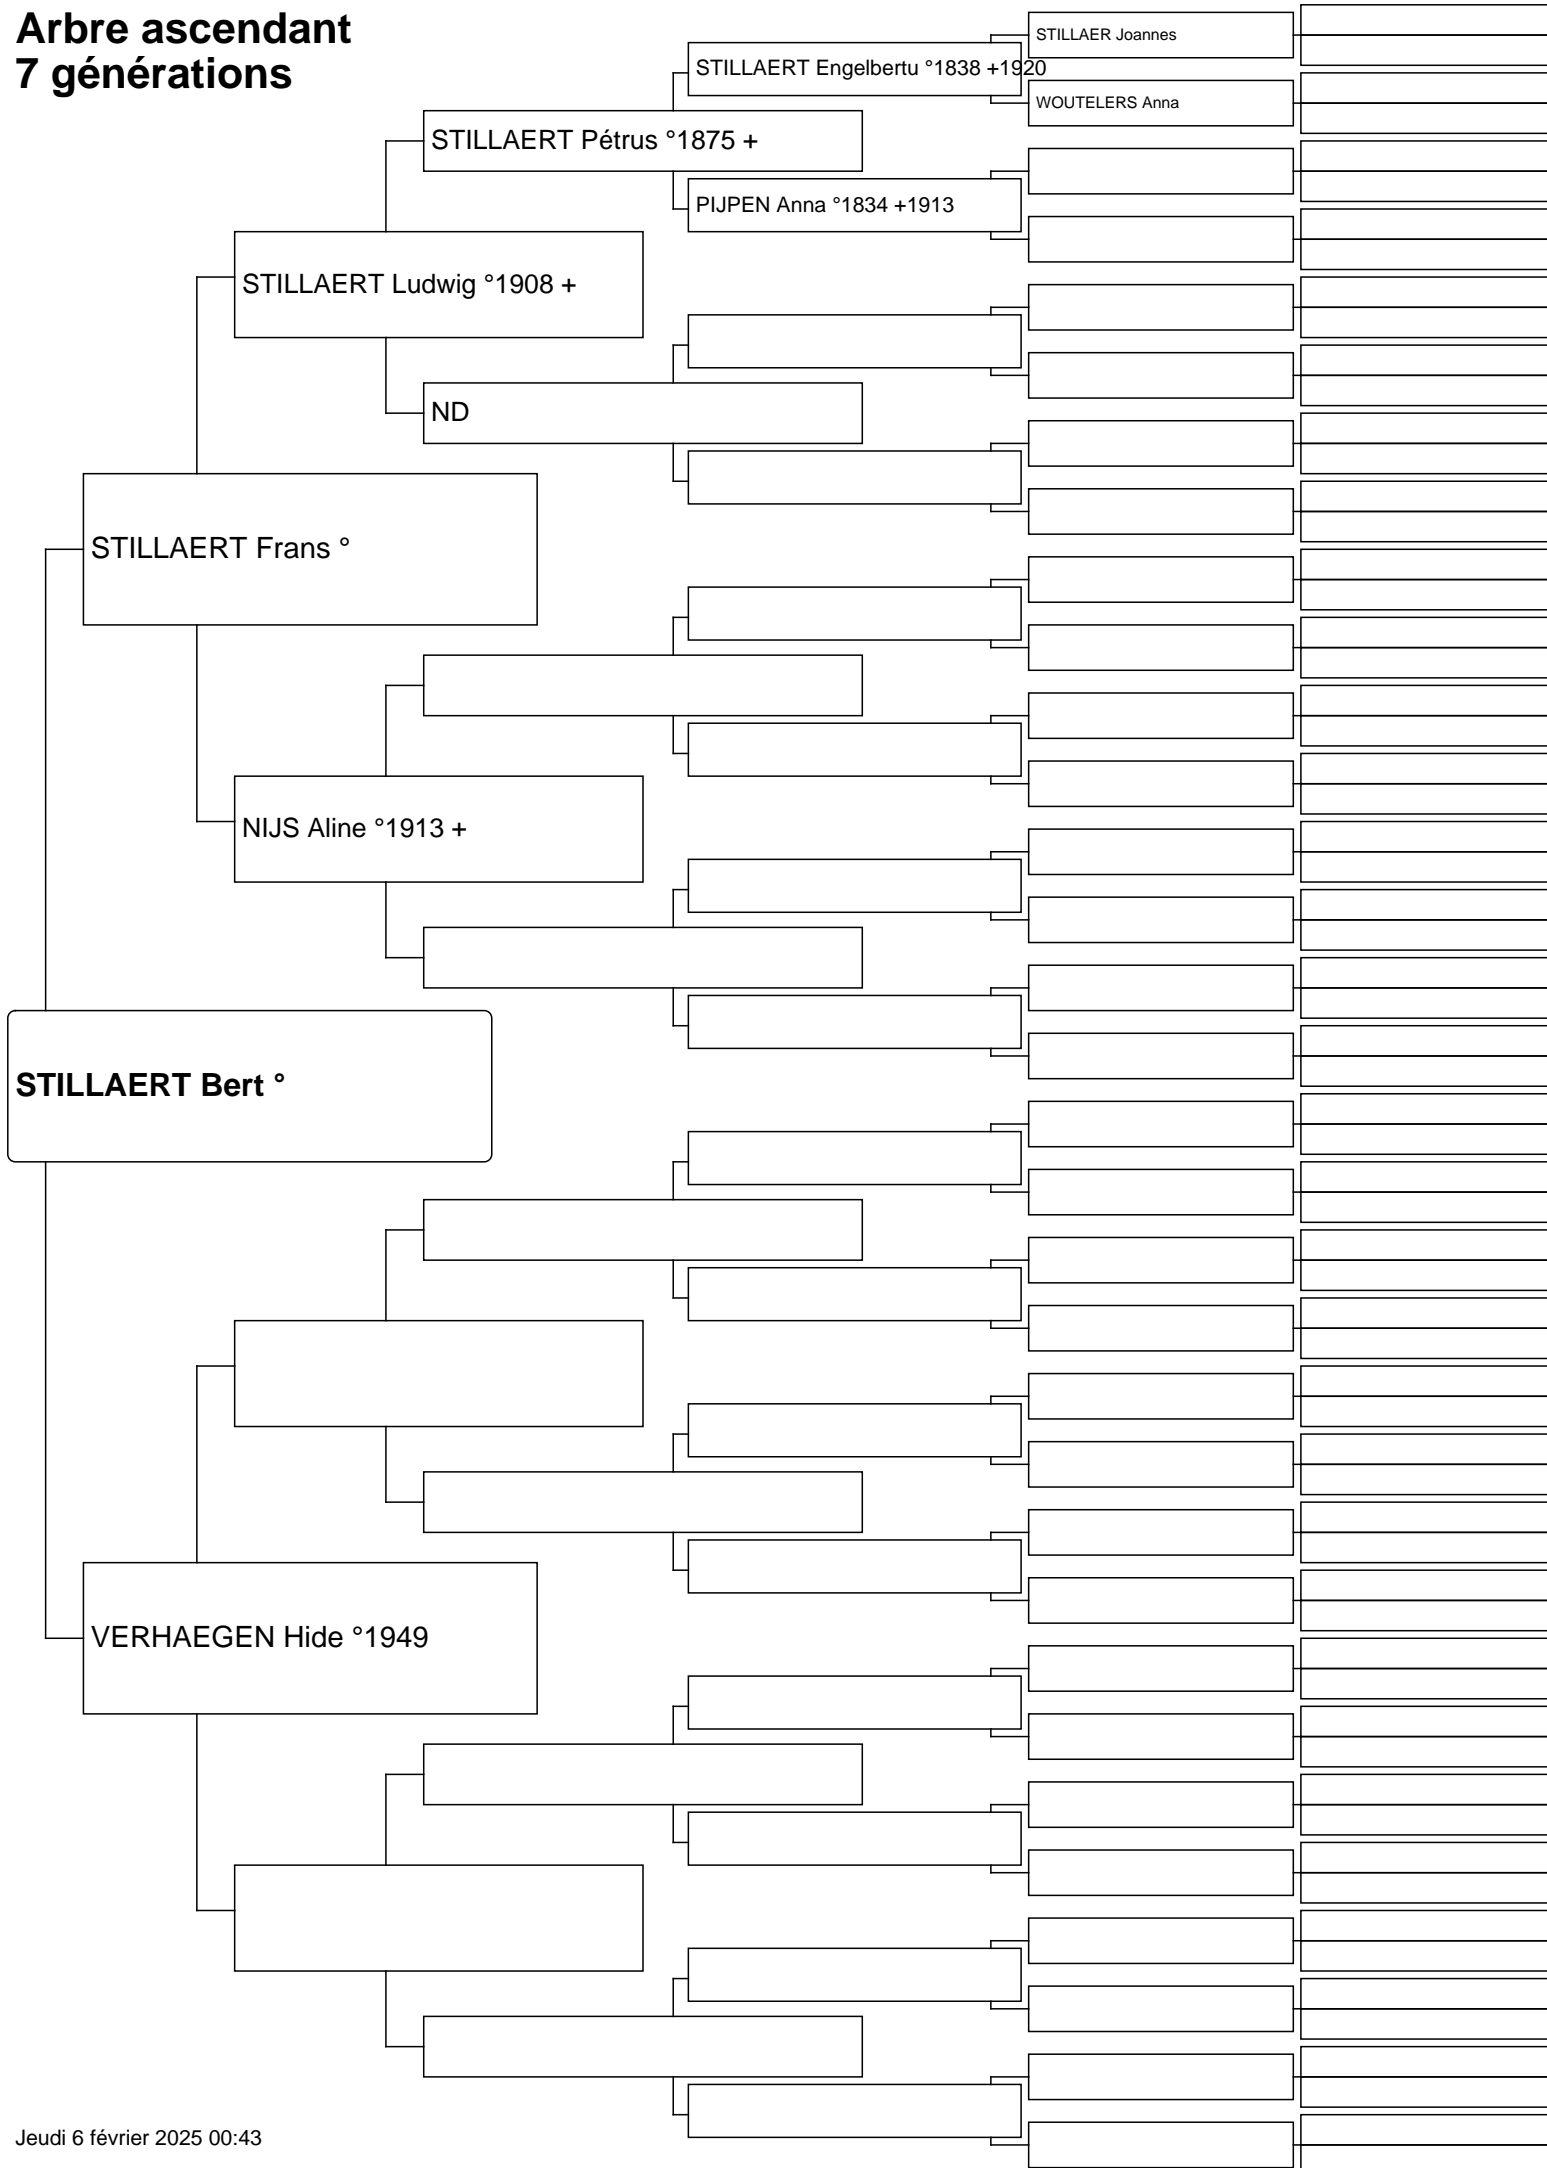 Arbre ascendant
7 générations
STILLAER Joannes
STILLAERT Engelbertu °1838 +1920
WOUTELERS Anna
STILLAERT Pétrus °1875 +
PIJPEN Anna °1834 +1913
STILLAERT Ludwig °1908 +
ND
STILLAERT Frans °
NIJS Aline °1913 +
STILLAERT Bert °
VERHAEGEN Hide °1949
Jeudi 6 février 2025 00:43